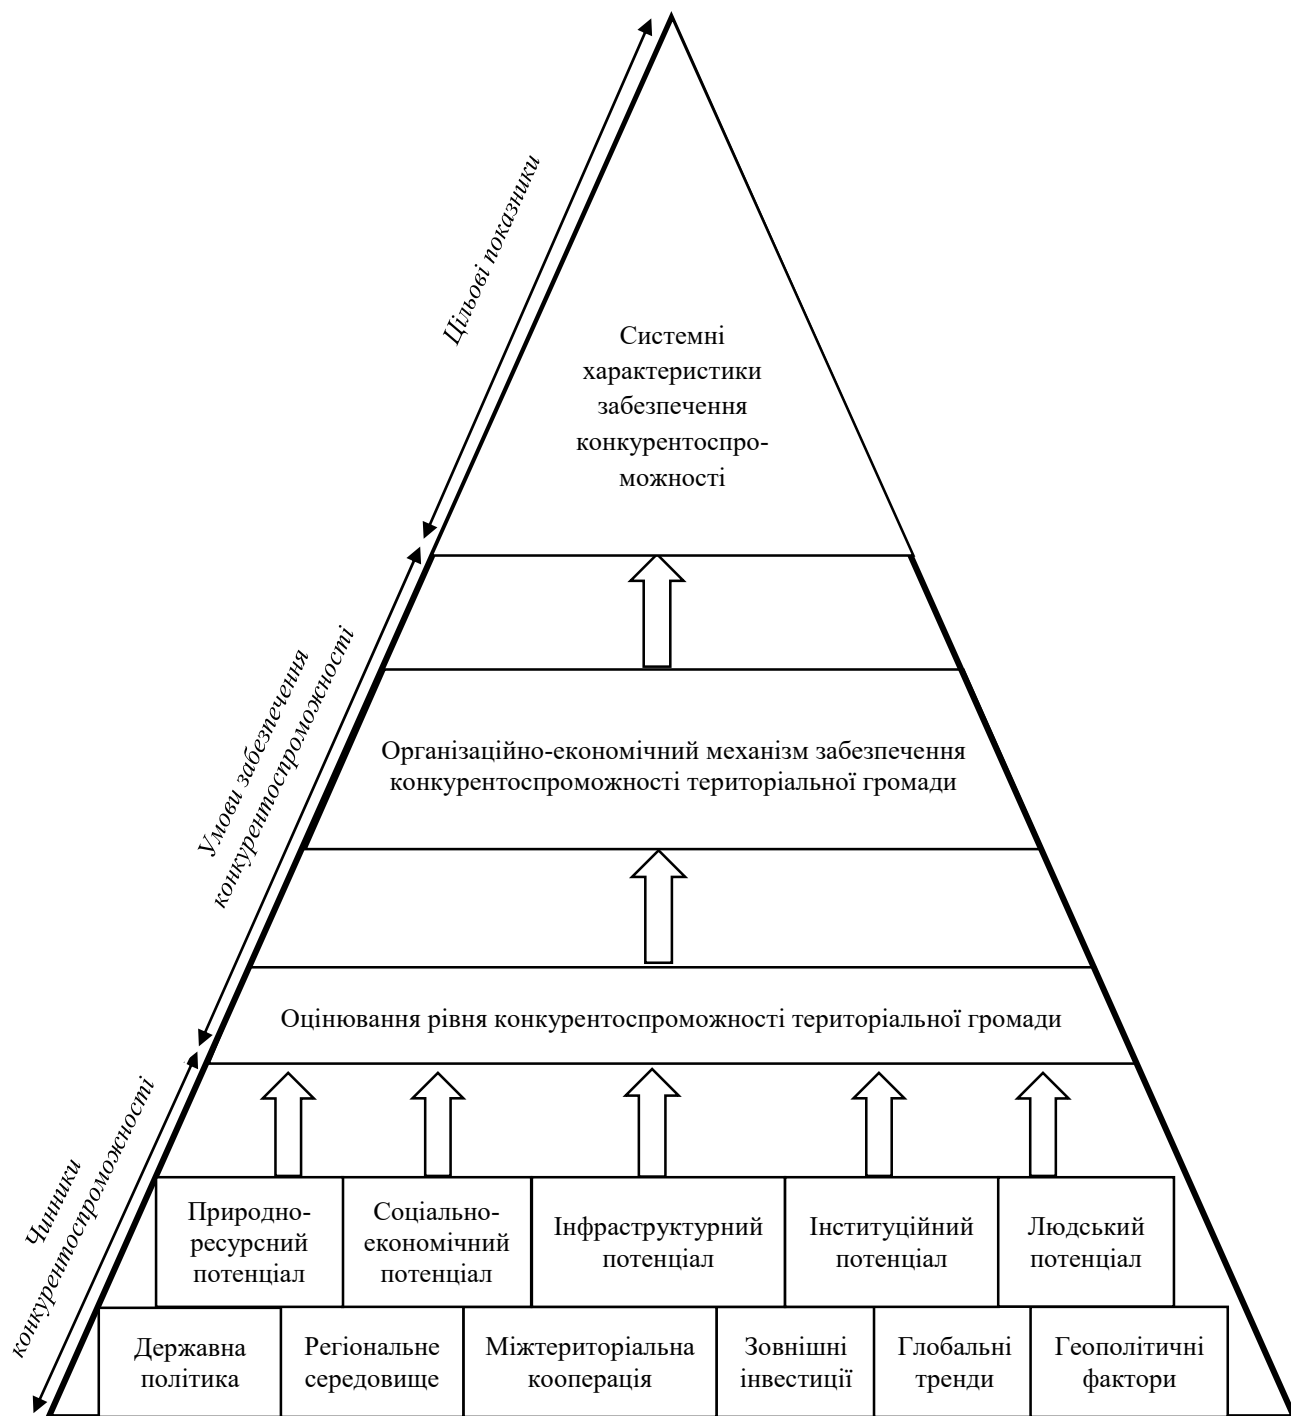 Цільові показники
Системні
характеристики
забезпечення
конкурентоспро-
можності
Умови забезпечення
конкурентоспроможності
Організаційно-економічний механізм забезпечення
конкурентоспроможності територіальної громади
Оцінювання рівня конкурентоспроможності територіальної громади
Чинники
конкурентоспроможності
Природно-
ресурсний
потенціал
Соціально-
економічний
потенціал
Інфраструктурний
потенціал
Інституційний
потенціал
Людський
потенціал
Державна
політика
Регіональне
середовище
Міжтериторіальна
кооперація
Зовнішні
інвестиції
Глобальні
тренди
Геополітичні
фактори